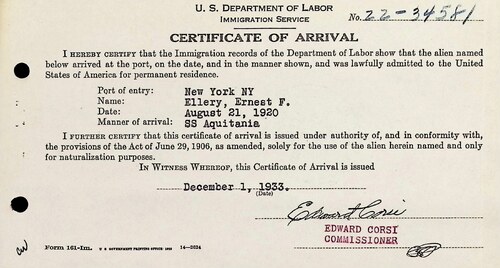 U. S. DEPARTMENT OF LABOR
IMMIGRATION SERVICE
No. 22-34581
CERTIFICATE OF ARRIVAL
I HEREBY CERTIFY that the Immigration records of the Department of Labor show that the alien named
below arrived at the port, on the date, and in the manner shown, and was lawfully admitted to the United
States of America for permanent residence.
Port of entry: New York NY
Name: Ellery, Ernest F.
Date: August 21, 1920
Manner of arrival: SS Aquitania
I FURTHER CERTIFY that this certificate of arrival is issued under authority of, and in conformity with,
the provisions of the Act of June 29, 1906, as amended, solely for the use of the alien herein named and only
for naturalization purposes.
IN WITNESS WHEREOF, this Certificate of Arrival is issued
December 1, 1933.
(Date)
Edward Corsi
EDWARD CORSI
COMMISSIONER
Form 161-Im. U S GOVERNMENT PRINTING OFFICE 14-2624